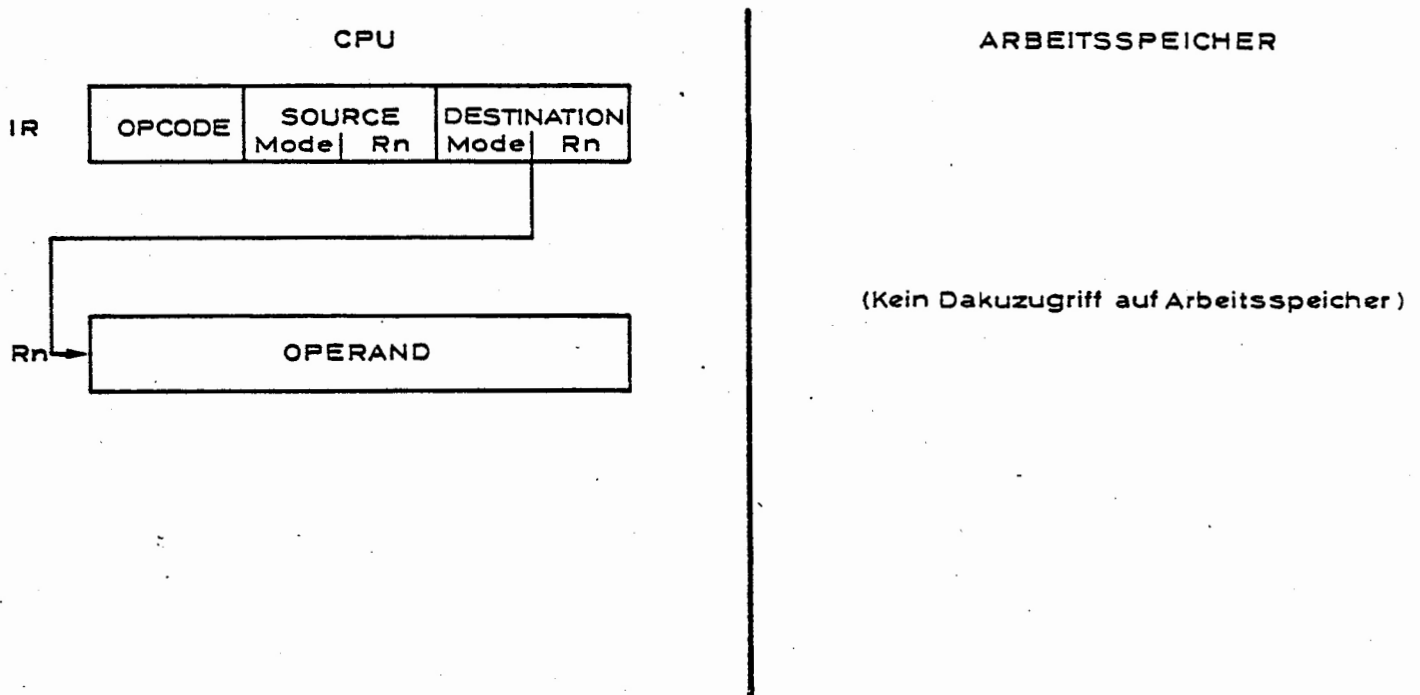 CPU
ARBEITSSPEICHER
IR
OPCODE
SOURCE
Mode Rn
DESTINATION
Mode Rn
(Kein Dakuzugriff auf Arbeitsspeicher)
Rn
OPERAND